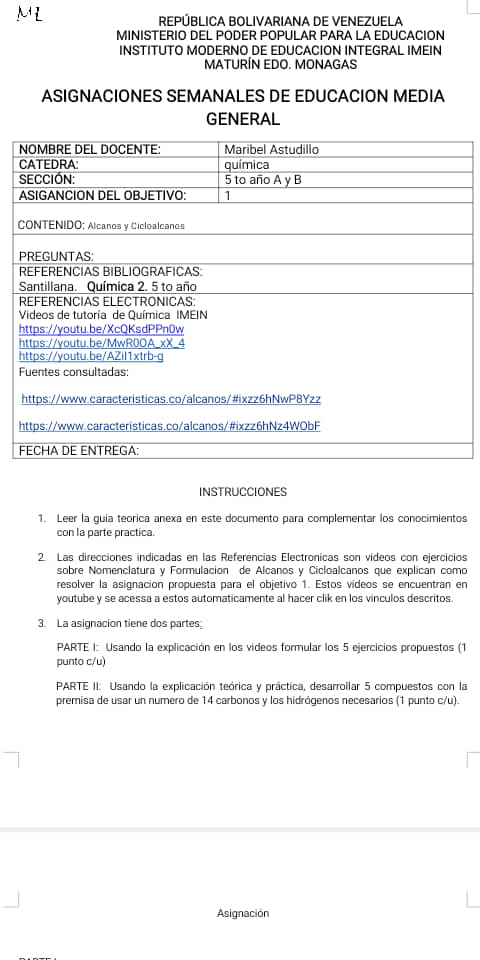 REPÚBLICA BOLIVARIANA DE VENEZUELA
MINISTERIO DEL PODER POPULAR PARA LA EDUCACION
INSTITUTO MODERNO DE EDUCACION INTEGRAL IMEIN
MATURÍN EDO. MONAGAS
ASIGNACIONES SEMANALES DE EDUCACION MEDIA
GENERAL
NOMBRE DEL DOCENTE: Maribel Astudillo
CATEDRA: química
SECCIÓN: 5 to año A y B
ASIGANCION DEL OBJETIVO: 1
CONTENIDO: Alcanos y Cicloalcanos
PREGUNTAS:
REFERENCIAS BIBLIOGRAFICAS:
Santillana. Química 2. 5 to año
REFERENCIAS ELECTRONICAS:
Videos de tutoría de Química IMEIN
https://youtu.be/XcQKsdPPn0w
https://youtu.be/MwR0OA_xX_4
https://youtu.be/AZiI1xtrb-g
Fuentes consultadas:
https://www.caracteristicas.co/alcanos/#ixzz6hNwP8Yzz
https://www.caracteristicas.co/alcanos/#ixzz6hNz4WObF
FECHA DE ENTREGA:
INSTRUCCIONES
1. Leer la guia teorica anexa en este documento para complementar los conocimientos
con la parte practica.
2. Las direcciones indicadas en las Referencias Electronicas son videos con ejercicios
sobre Nomenclatura y Formulacion de Alcanos y Cicloalcanos que explican como
resolver la asignacion propuesta para el objetivo 1. Estos videos se encuentran en
youtube y se acessa a estos automaticamente al hacer clik en los vinculos descritos.
3. La asignacion tiene dos partes:
PARTE I: Usando la explicación en los videos formular los 5 ejercicios propuestos (1
punto c/u)
PARTE II: Usando la explicación teórica y práctica, desarrollar 5 compuestos con la
premisa de usar un numero de 14 carbonos y los hidrógenos necesarios (1 punto c/u).
Asignación